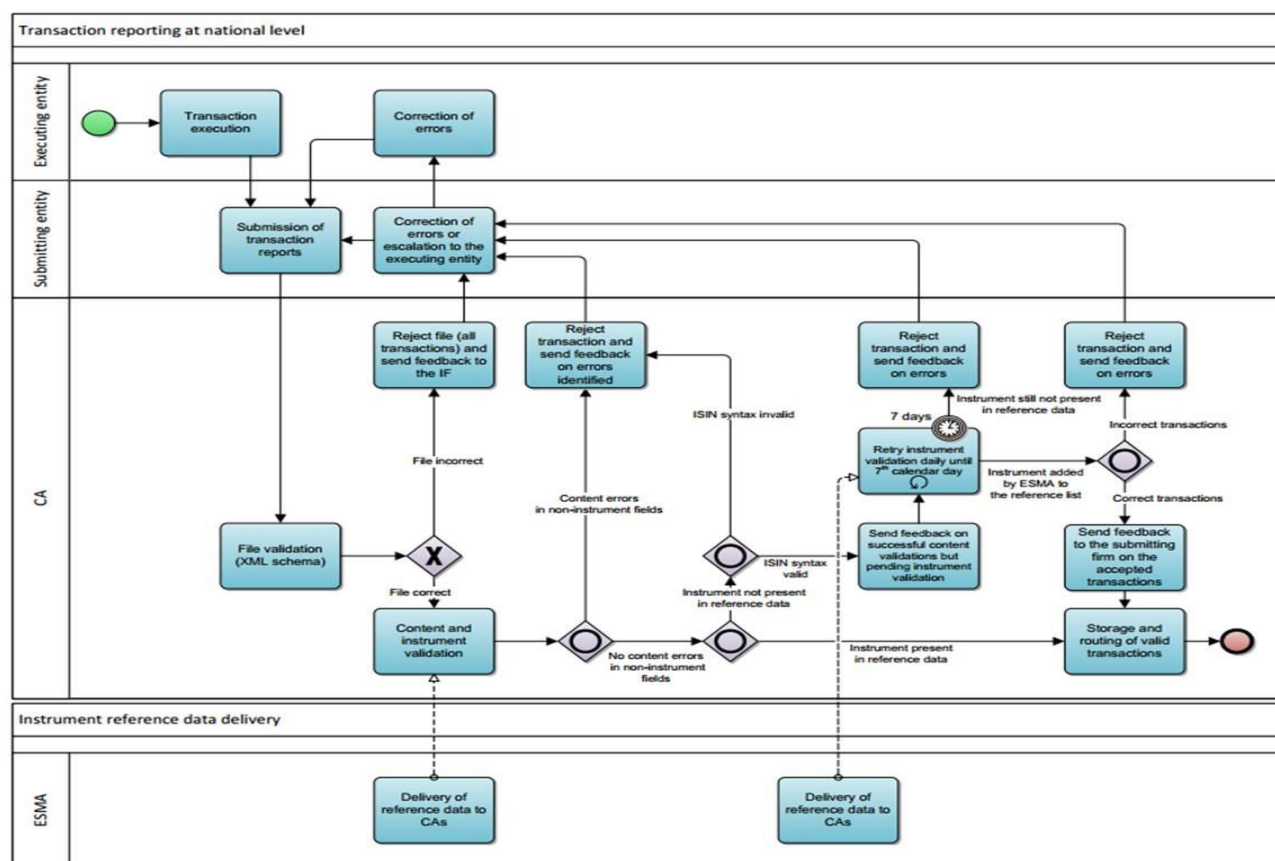 Transaction reporting at national level
Executing entity
Transaction
execution
Correction of
errors
Submitting entity
Submission of
transaction
reports
Correction of
errors or
escalation to the
executing entity
CA
Reject file (all
transactions) and
send feedback to
the IF
Reject
transaction and
send feedback
on errors
identified
Reject
transaction and
send feedback
on errors
Reject
transaction and
send feedback
on errors
Instrument still not present
in reference data
7 days
ISIN syntax invalid
Incorrect transactions
Retry instrument
validation daily until
7th calendar day
File incorrect
Instrument added
by ESMA to
the reference list
Content errors
in non-instrument fields
Correct transactions
File validation
(XML schema)
X
ISIN syntax
valid
Send feedback on
successful content
validations but
pending instrument
validation
Send feedback
to the submitting
firm on the
accepted
transactions
File correct
Instrument not present
in reference data
Content and
instrument
validation
No content errors
in non-instrument
fields
Instrument present
in reference data
Storage and
routing of valid
transactions
Instrument reference data delivery
ESMA
Delivery of
reference data to
CAs
Delivery of
reference data to
CAs